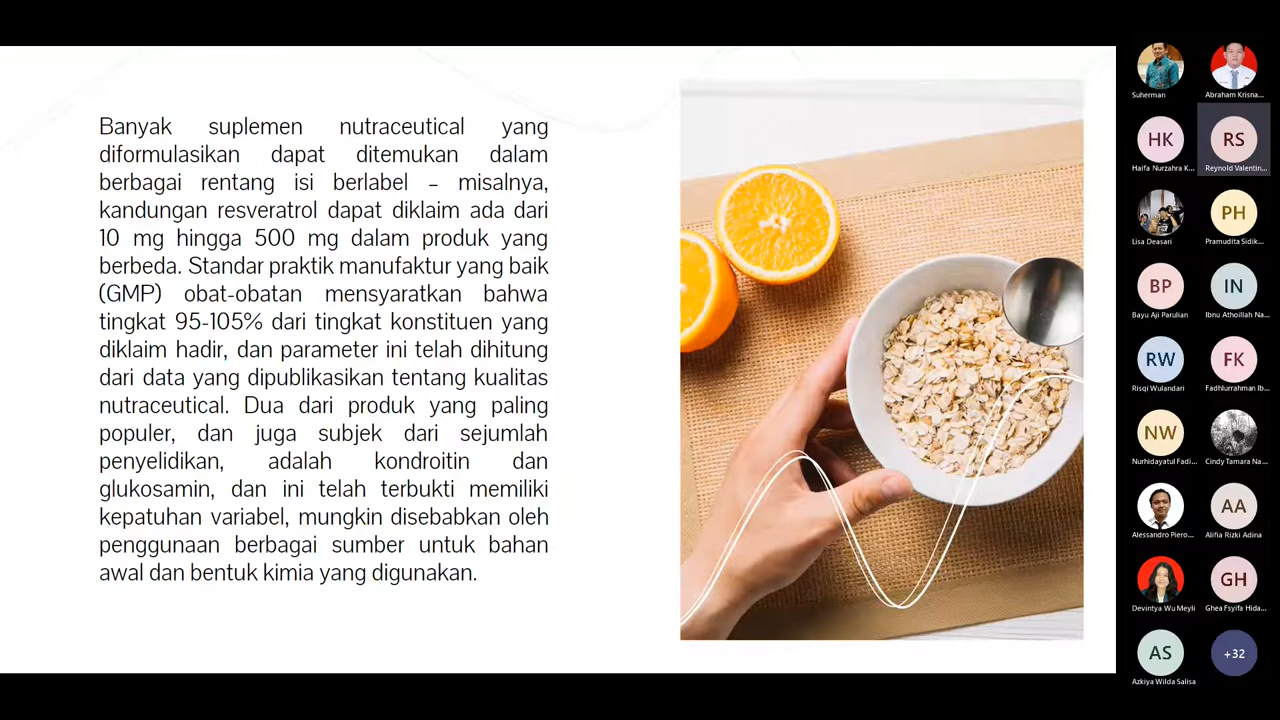 Banyak suplemen nutraceutical yang
diformulasikan dapat ditemukan dalam
berbagai rentang isi berlabel – misalnya,
kandungan resveratrol dapat diklaim ada dari
10 mg hingga 500 mg dalam produk yang
berbeda. Standar praktik manufaktur yang baik
(GMP) obat-obatan mensyaratkan bahwa
tingkat 95-105% dari tingkat konstituen yang
diklaim hadir, dan parameter ini telah dihitung
dari data yang dipublikasikan tentang kualitas
nutraceutical. Dua dari produk yang paling
populer, dan juga subjek dari sejumlah
penyelidikan, adalah kondroitin dan
glukosamin, dan ini telah terbukti memiliki
kepatuhan variabel, mungkin disebabkan oleh
penggunaan berbagai sumber untuk bahan
awal dan bentuk kimia yang digunakan.
Suherman
Abraham Krisna...
HK
Haifa Nurzahra K...
RS
Reynold Valentin...
Lisa Deasari
PH
Pramudita Sidik...
BP
Bayu Aji Parulian
IN
Ibnu Athoillah Na...
RW
Risqi Wulandari
FK
Fadhlurrahman Ib...
NW
Nurhidayatul Fadi...
Cindy Tamara Na...
Alessandro Piero...
AA
Alifia Rizki Adina
Devintya Wu Meyli
GH
Ghea Fsyifa Hida...
AS
Azkiya Wilda Salisa
+32